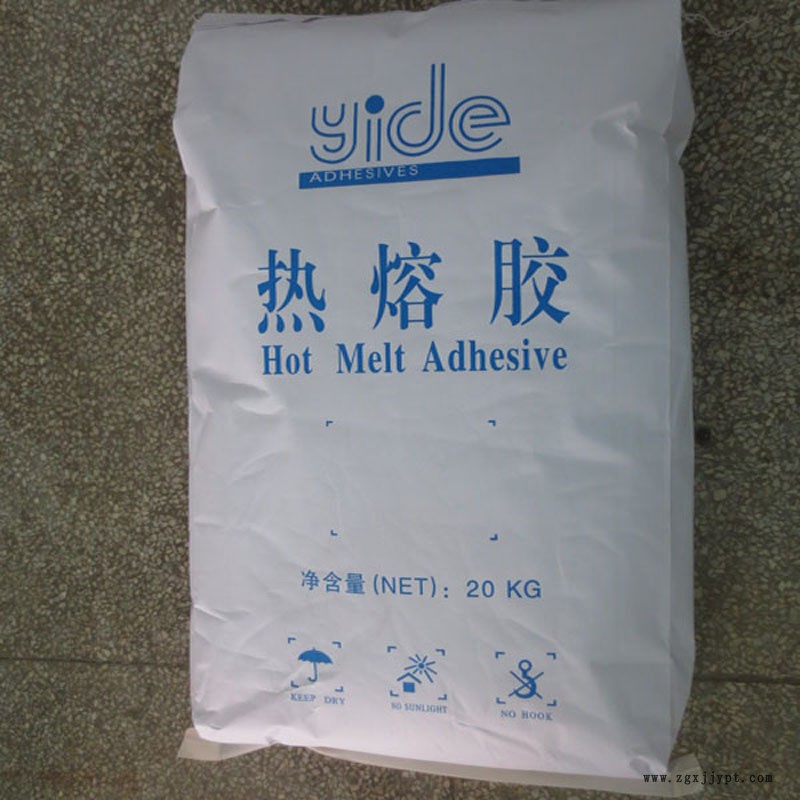 yide
ADHESIVES
热熔胶
Hot Melt Adhesive
净含量(NET)：20 KG
KEEP DRY
NO SUNLIGHT
NO HOOK
www.zgxjjypt.com